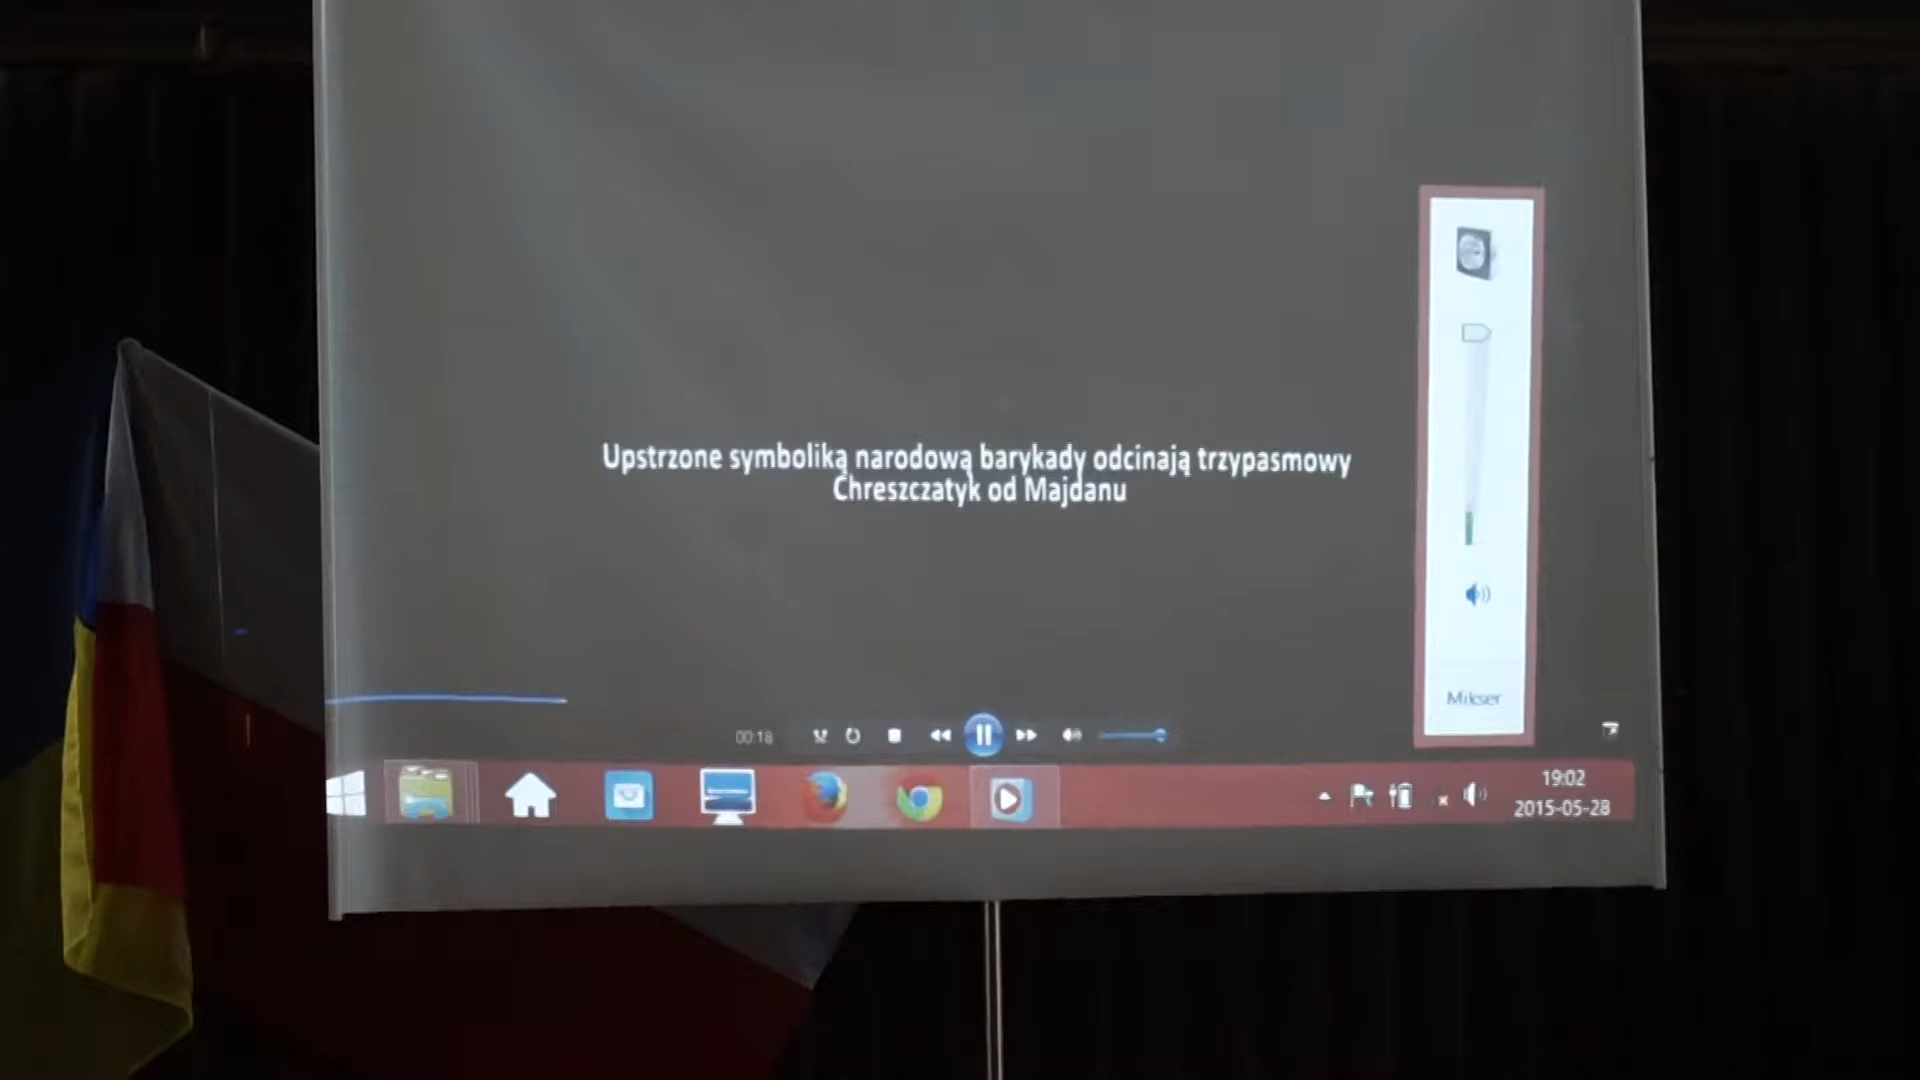 Upstrzone symboliką narodową barykady odcinają trzypasmowy
Chreszczatyk od Majdanu
Mikser
00:18
19:02
2015-05-28